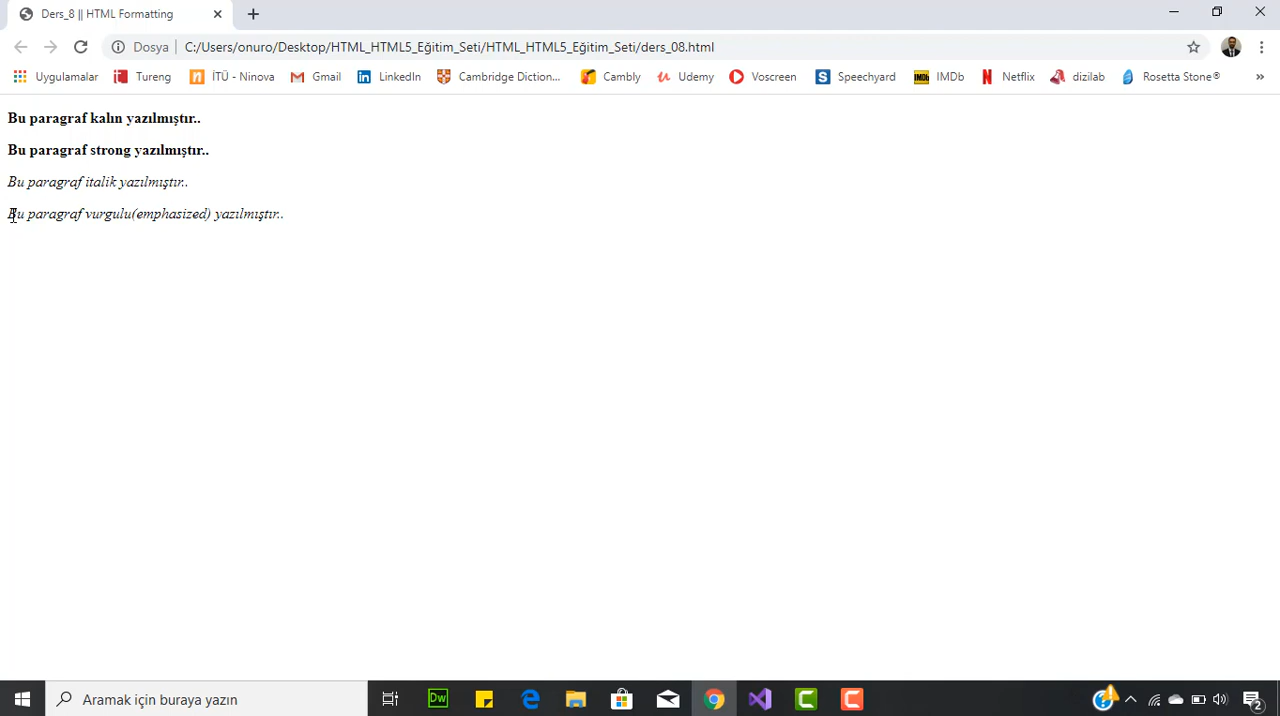 Ders_8 || HTML Formatting
Dosya C:/Users/onuro/Desktop/HTML_HTML5_Eğitim_Seti/HTML_HTML5_Eğitim_Seti/ders_08.html
Uygulamalar Tureng İTÜ - Ninova Gmail LinkedIn Cambridge Diction... Cambly Udemy Voscreen Speechyard IMDb Netflix dizilab Rosetta Stone® »
Bu paragraf kalın yazılmıştır..
Bu paragraf strong yazılmıştır..
Bu paragraf italik yazılmıştır..
Bu paragraf vurgulu(emphasized) yazılmıştır..
Aramak için buraya yazın Dw 2